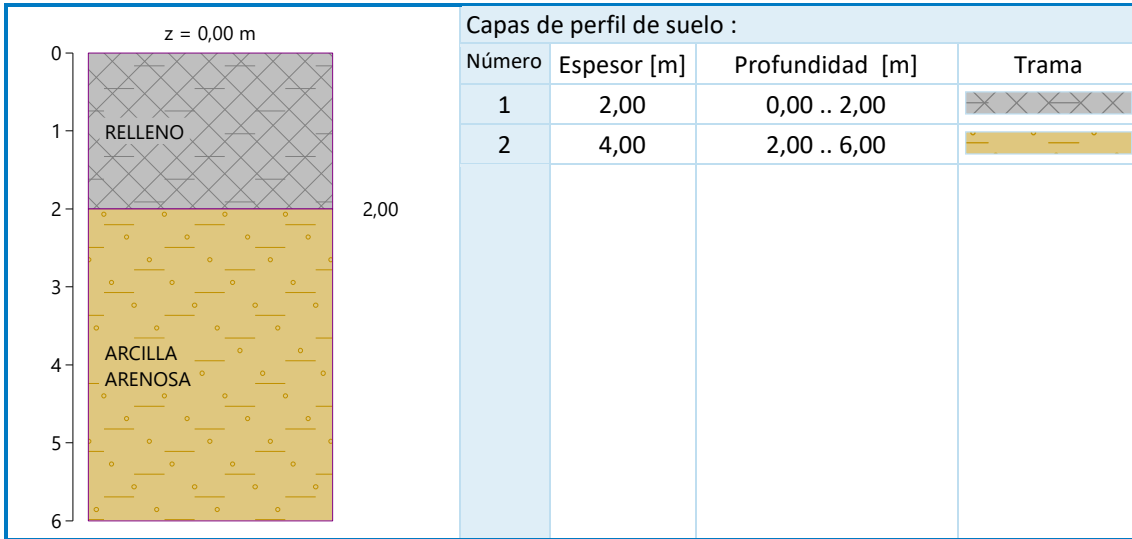 z = 0,00 m
0
1
RELLENO
2
2,00
3
4
ARCILLA
ARENOSA
5
6
Capas de perfil de suelo :
Número Espesor [m] Profundidad [m] Trama
1 2,00 0,00 .. 2,00
2 4,00 2,00 .. 6,00